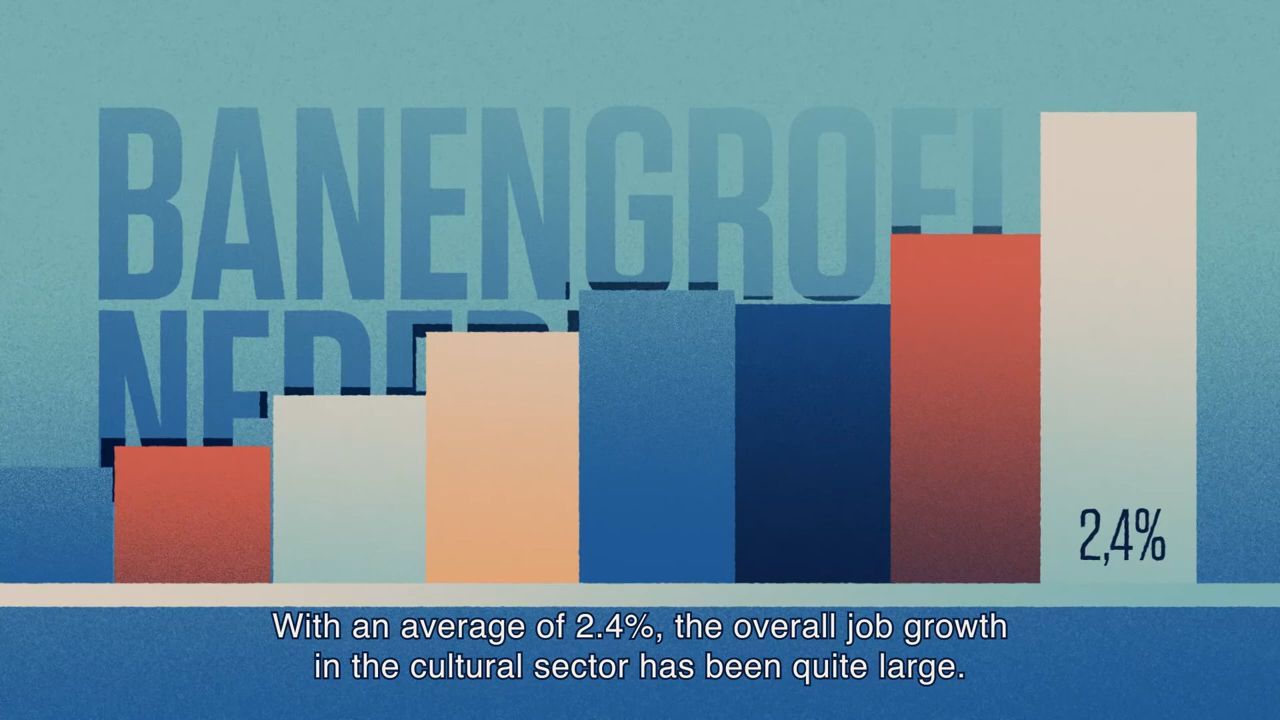 BANENGROEI
NEDER
2,4%
With an average of 2.4%, the overall job growth
in the cultural sector has been quite large.